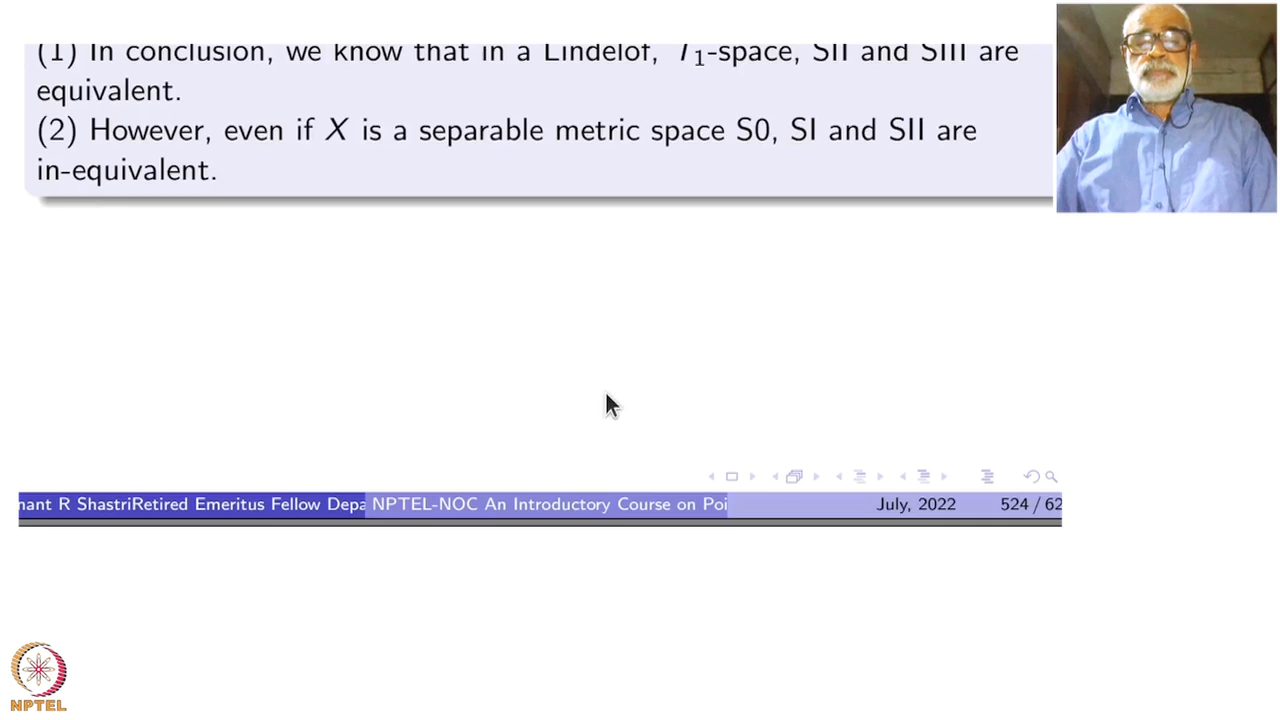 (1) In conclusion, we know that in a Lindelof, T₁-space, SII and SIII are
equivalent.
(2) However, even if X is a separable metric space S0, SI and SII are
in-equivalent.
nant R ShastriRetired Emeritus Fellow Depa NPTEL-NOC An Introductory Course on Poi July, 2022 524 / 62
NPTEL